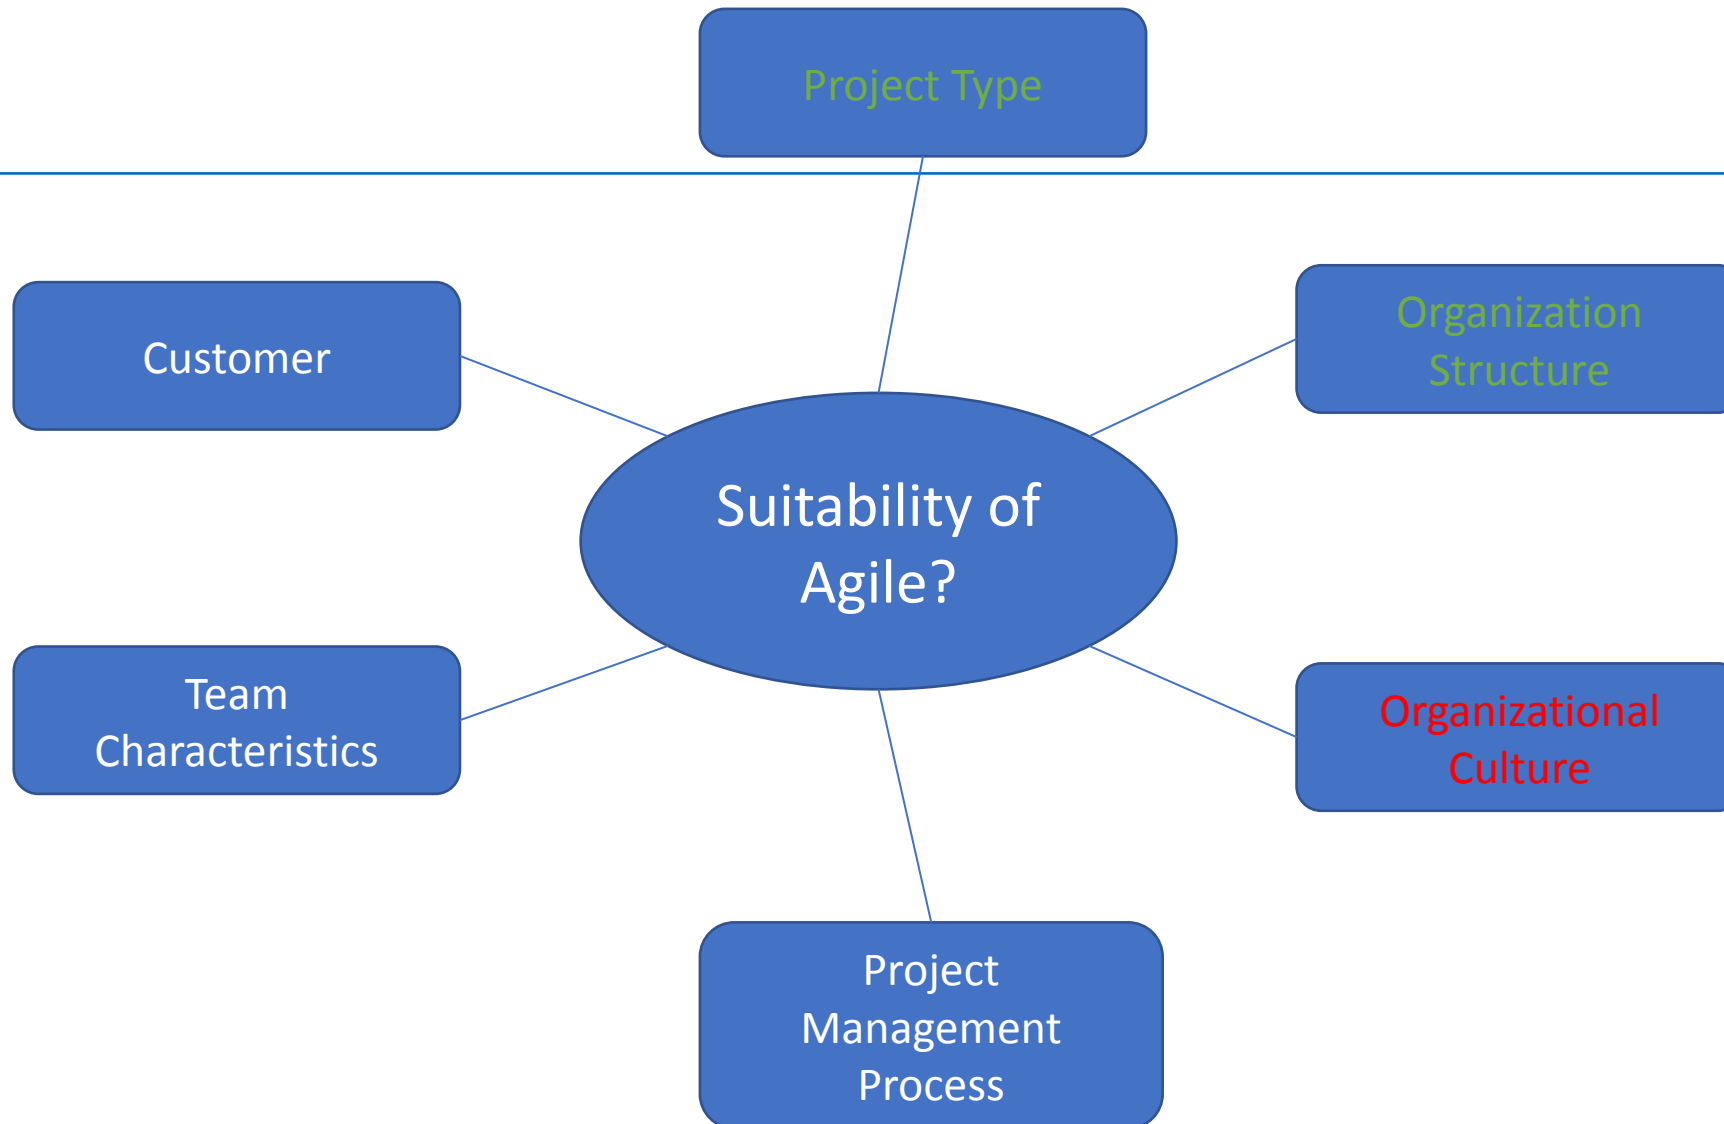 Project Type
Organization
Structure
Customer
Suitability of
Agile?
Team
Characteristics
Organizational
Culture
Project
Management
Process